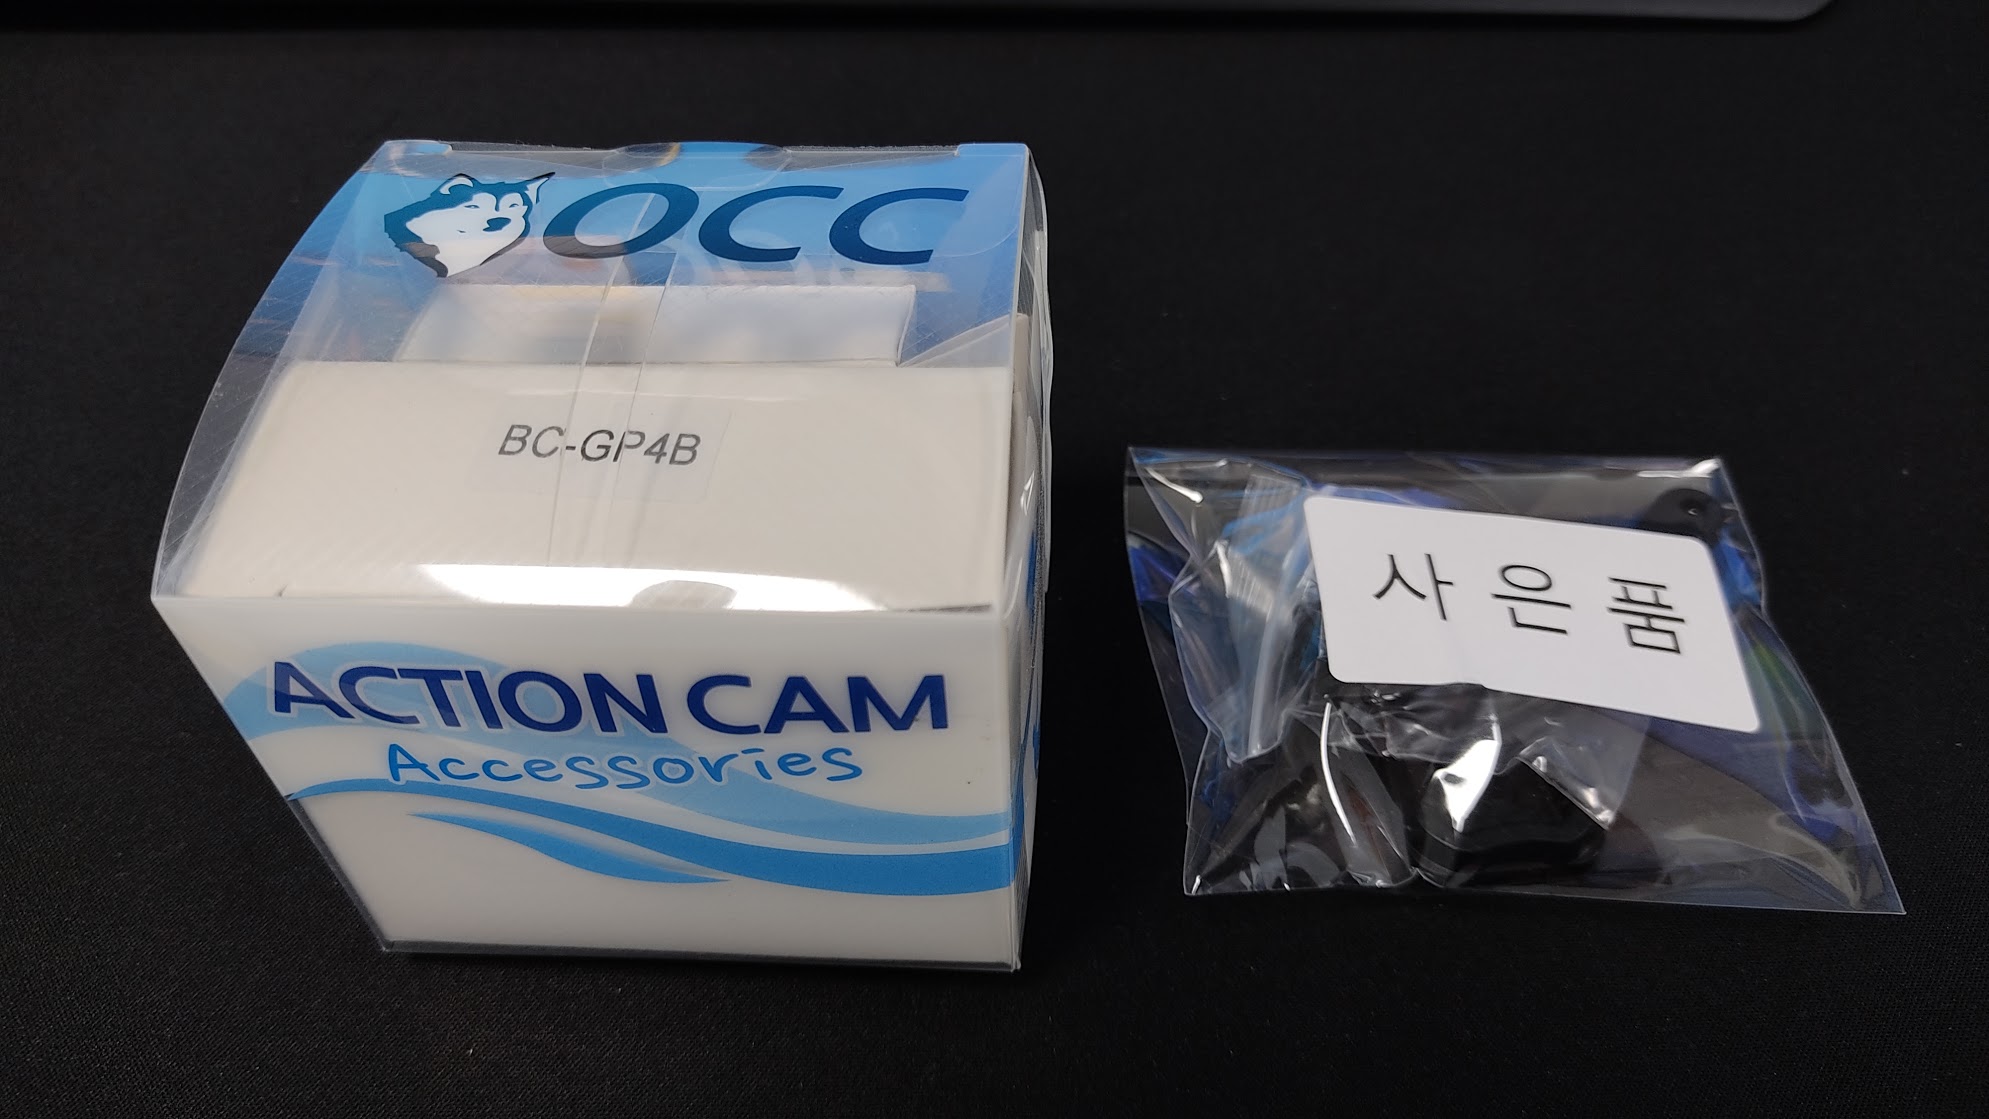 OCC
BC-GP4B
ACTION CAM
Accessories
사은품